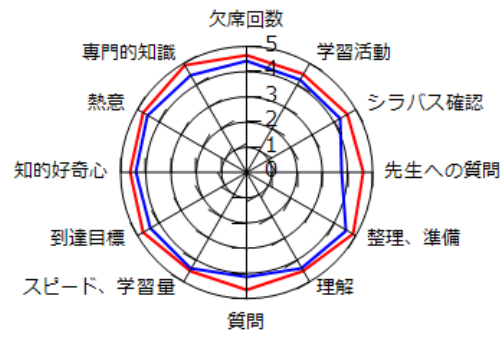 欠席回数
学習活動
シラバス確認
先生への質問
整理、準備
理解
質問
スピード、学習量
到達目標
知的好奇心
熱意
専門的知識
5
4
3
2
1
0